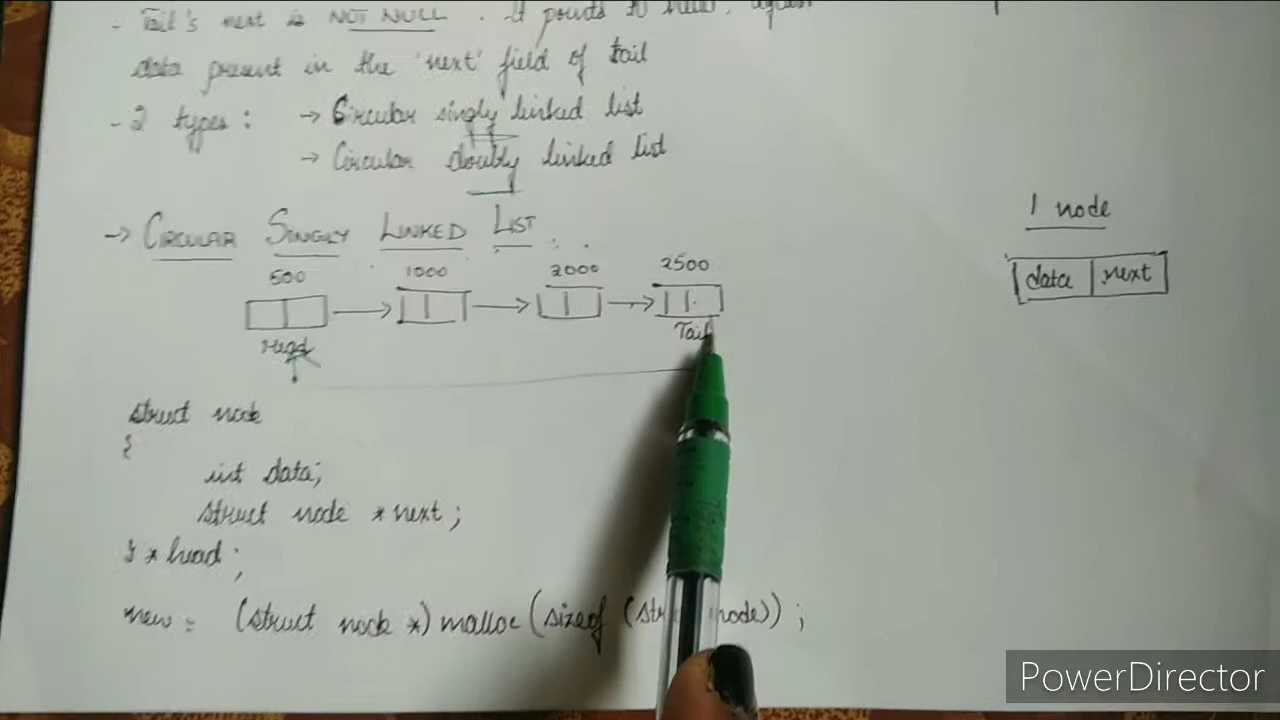 - Tail's next is NOT NULL. It points to head,
data present in the 'next' field of tail
- 2 types: → Circular singly linked list
→ Circular doubly linked list
→ CIRCULAR SINGLY LINKED LIST
1 node
500 1000 2000 2500
data next
Head Tail
struct node
{
int data;
struct node *next;
} *head;
new = (struct node *) malloc (sizeof (struct node));
PowerDirector